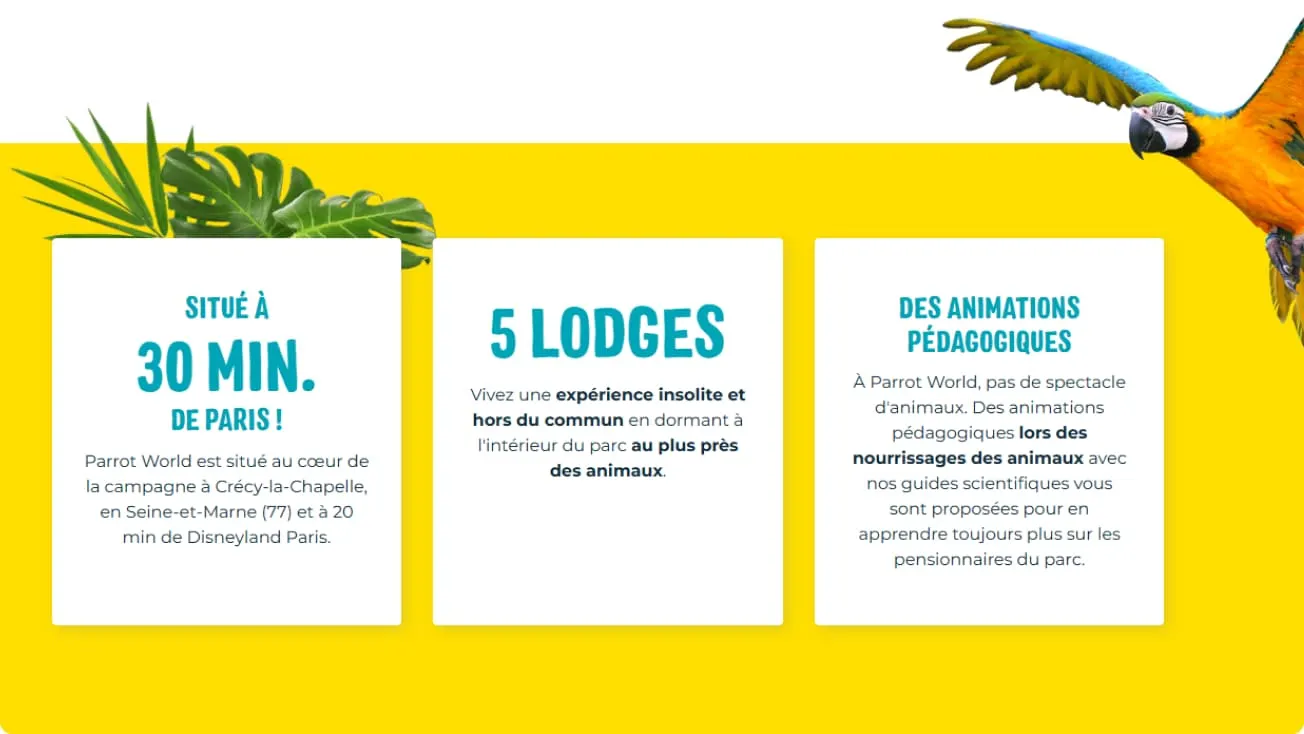 SITUÉ À
30 MIN.
DE PARIS !
Parrot World est situé au cœur de
la campagne à Crécy-la-Chapelle,
en Seine-et-Marne (77) et à 20
min de Disneyland Paris.
5 LODGES
Vivez une expérience insolite et
hors du commun en dormant à
l'intérieur du parc au plus près
des animaux.
DES ANIMATIONS
PÉDAGOGIQUES
À Parrot World, pas de spectacle
d'animaux. Des animations
pédagogiques lors des
nourrissages des animaux avec
nos guides scientifiques vous
sont proposées pour en
apprendre toujours plus sur les
pensionnaires du parc.